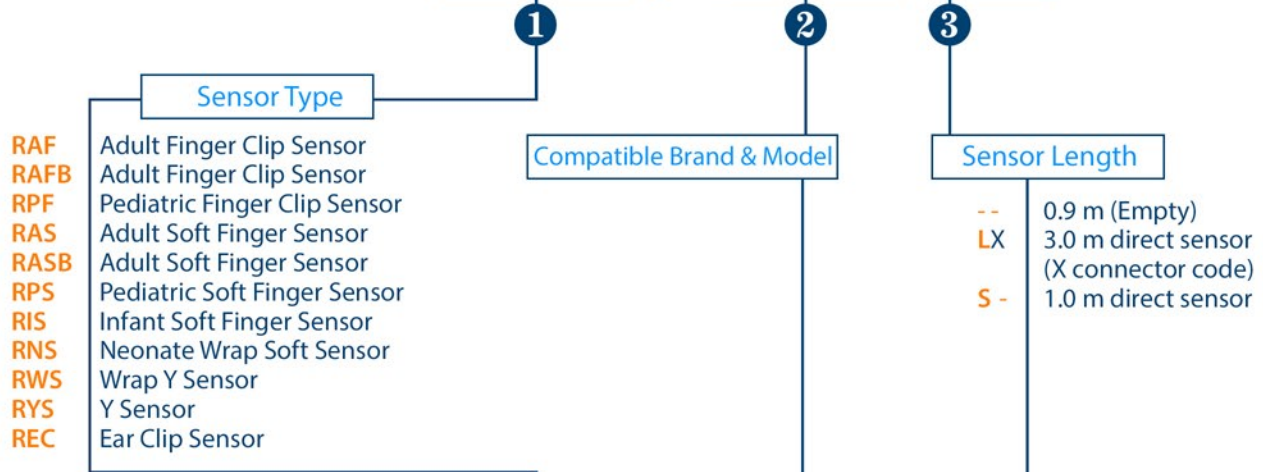 1 2 3
Sensor Type
RAF Adult Finger Clip Sensor
RAFB Adult Finger Clip Sensor
RPF Pediatric Finger Clip Sensor
RAS Adult Soft Finger Sensor
RASB Adult Soft Finger Sensor
RPS Pediatric Soft Finger Sensor
RIS Infant Soft Finger Sensor
RNS Neonate Wrap Soft Sensor
RWS Wrap Y Sensor
RYS Y Sensor
REC Ear Clip Sensor
Compatible Brand & Model
Sensor Length
- - 0.9 m (Empty)
LX 3.0 m direct sensor
(X connector code)
S - 1.0 m direct sensor